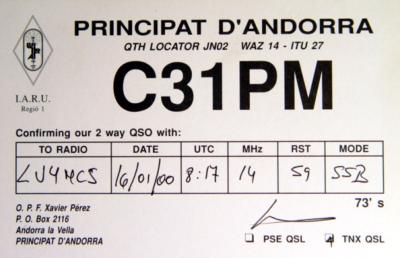 PRINCIPAT D'ANDORRA
QTH LOCATOR JN02 WAZ 14 - ITU 27
C31PM
I.A.R.U.
Regió 1
Confirming our 2 way QSO with:
TO RADIO DATE UTC MHz RST MODE
LU4MCS 16/01/00 8:17 14 59 SSB
73' s
O. P. F. Xavier Pérez
P. O. Box 2116
Andorra la Vella
PRINCIPAT D'ANDORRA
PSE QSL TNX QSL